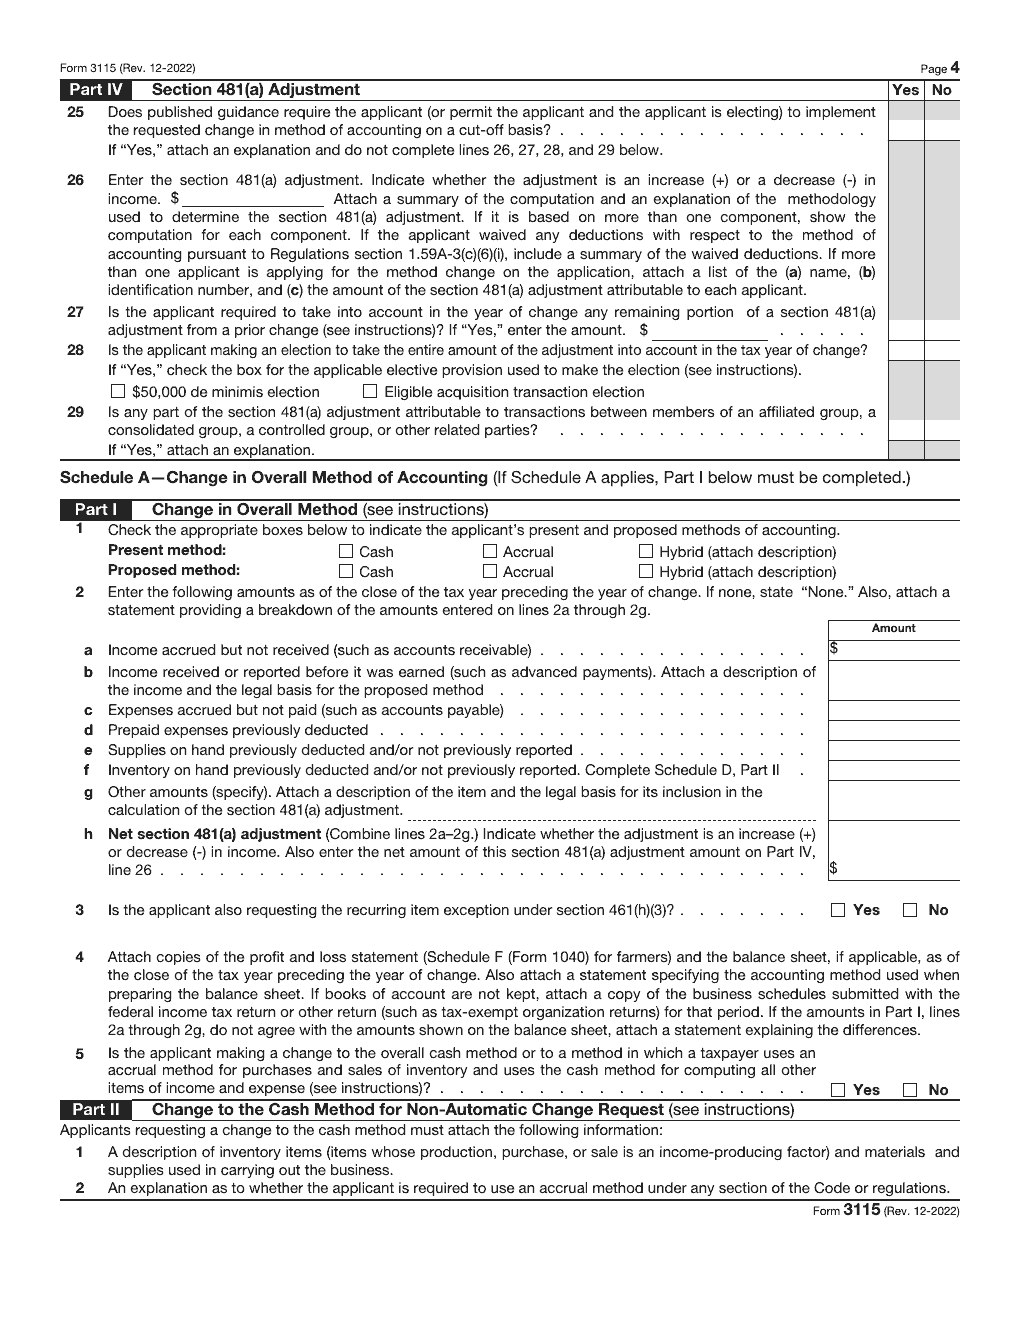 Form 3115 (Rev. 12-2022) Page 4
Part IV Section 481(a) Adjustment Yes No
25 Does published guidance require the applicant (or permit the applicant and the applicant is electing) to implement
the requested change in method of accounting on a cut-off basis? . . . . . . . . . . . . . . . .
If “Yes,” attach an explanation and do not complete lines 26, 27, 28, and 29 below.
26 Enter the section 481(a) adjustment. Indicate whether the adjustment is an increase (+) or a decrease (-) in
income. $ Attach a summary of the computation and an explanation of the methodology
used to determine the section 481(a) adjustment. If it is based on more than one component, show the
computation for each component. If the applicant waived any deductions with respect to the method of
accounting pursuant to Regulations section 1.59A-3(c)(6)(i), include a summary of the waived deductions. If more
than one applicant is applying for the method change on the application, attach a list of the (a) name, (b)
identification number, and (c) the amount of the section 481(a) adjustment attributable to each applicant.
27 Is the applicant required to take into account in the year of change any remaining portion of a section 481(a)
adjustment from a prior change (see instructions)? If “Yes,” enter the amount. $ . . . . .
28 Is the applicant making an election to take the entire amount of the adjustment into account in the tax year of change?
If “Yes,” check the box for the applicable elective provision used to make the election (see instructions).
$50,000 de minimis election Eligible acquisition transaction election
29 Is any part of the section 481(a) adjustment attributable to transactions between members of an affiliated group, a
consolidated group, a controlled group, or other related parties? . . . . . . . . . . . . . . . .
If “Yes,” attach an explanation.
Schedule A—Change in Overall Method of Accounting (If Schedule A applies, Part I below must be completed.)
Part I Change in Overall Method (see instructions)
1 Check the appropriate boxes below to indicate the applicant’s present and proposed methods of accounting.
Present method: Cash Accrual Hybrid (attach description)
Proposed method: Cash Accrual Hybrid (attach description)
2 Enter the following amounts as of the close of the tax year preceding the year of change. If none, state “None.” Also, attach a
statement providing a breakdown of the amounts entered on lines 2a through 2g.
Amount
a Income accrued but not received (such as accounts receivable) . . . . . . . . . . . . $
b Income received or reported before it was earned (such as advanced payments). Attach a description of
the income and the legal basis for the proposed method . . . . . . . . . . . . . .
c Expenses accrued but not paid (such as accounts payable) . . . . . . . . . . . . .
d Prepaid expenses previously deducted . . . . . . . . . . . . . . . . . . .
e Supplies on hand previously deducted and/or not previously reported . . . . . . . . . .
f Inventory on hand previously deducted and/or not previously reported. Complete Schedule D, Part II .
g Other amounts (specify). Attach a description of the item and the legal basis for its inclusion in the
calculation of the section 481(a) adjustment.
h Net section 481(a) adjustment (Combine lines 2a–2g.) Indicate whether the adjustment is an increase (+)
or decrease (-) in income. Also enter the net amount of this section 481(a) adjustment amount on Part IV,
line 26 . . . . . . . . . . . . . . . . . . . . . . . . . . . $
3 Is the applicant also requesting the recurring item exception under section 461(h)(3)? . . . . . . Yes No
4 Attach copies of the profit and loss statement (Schedule F (Form 1040) for farmers) and the balance sheet, if applicable, as of
the close of the tax year preceding the year of change. Also attach a statement specifying the accounting method used when
preparing the balance sheet. If books of account are not kept, attach a copy of the business schedules submitted with the
federal income tax return or other return (such as tax-exempt organization returns) for that period. If the amounts in Part I, lines
2a through 2g, do not agree with the amounts shown on the balance sheet, attach a statement explaining the differences.
5 Is the applicant making a change to the overall cash method or to a method in which a taxpayer uses an
accrual method for purchases and sales of inventory and uses the cash method for computing all other
items of income and expense (see instructions)? . . . . . . . . . . . . . . . . Yes No
Part II Change to the Cash Method for Non-Automatic Change Request (see instructions)
Applicants requesting a change to the cash method must attach the following information:
1 A description of inventory items (items whose production, purchase, or sale is an income-producing factor) and materials and
supplies used in carrying out the business.
2 An explanation as to whether the applicant is required to use an accrual method under any section of the Code or regulations.
Form 3115 (Rev. 12-2022)